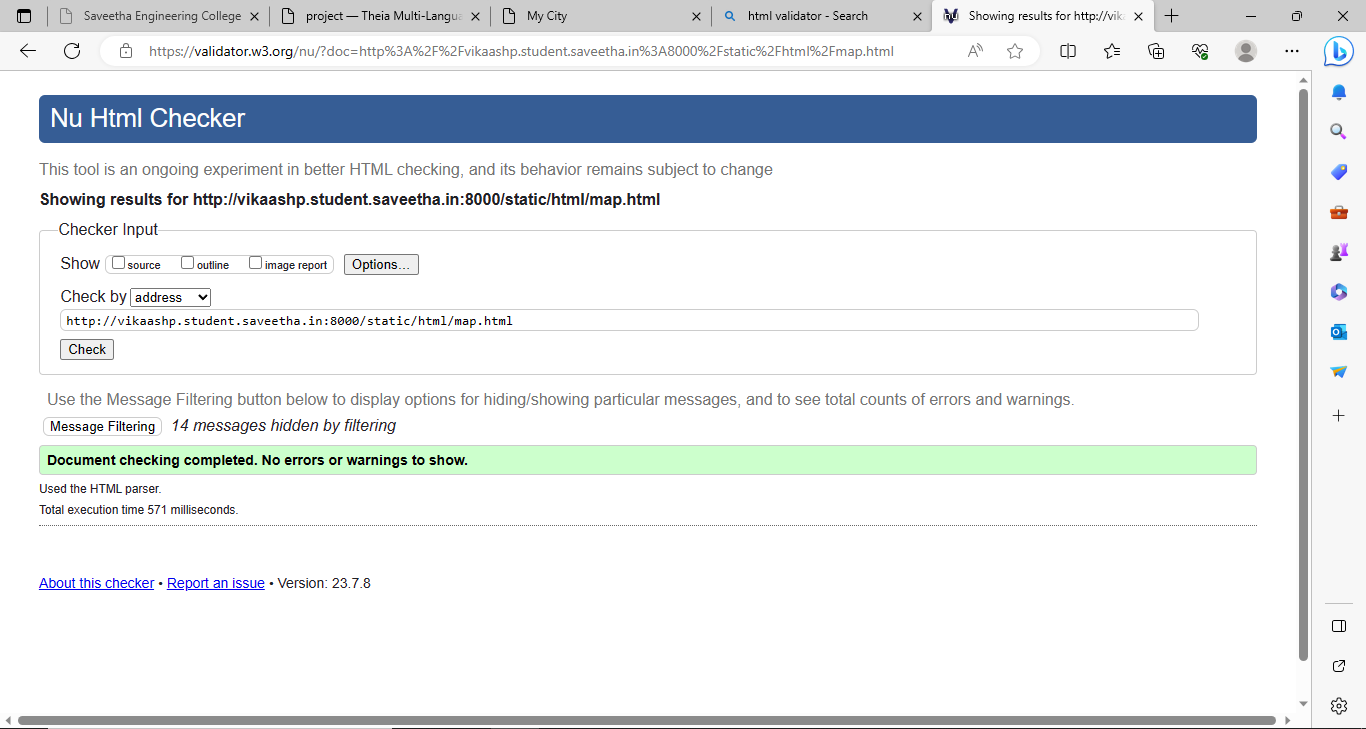 Saveetha Engineering College
project — Theia Multi-Langua
My City
html validator - Search
Showing results for http://vik
https://validator.w3.org/nu/?doc=http%3A%2F%2Fvikaashp.student.saveetha.in%3A8000%2Fstatic%2Fhtml%2Fmap.html
Nu Html Checker
This tool is an ongoing experiment in better HTML checking, and its behavior remains subject to change
Showing results for http://vikaashp.student.saveetha.in:8000/static/html/map.html
Checker Input
Show source outline image report Options...
Check by address
http://vikaashp.student.saveetha.in:8000/static/html/map.html
Check
Use the Message Filtering button below to display options for hiding/showing particular messages, and to see total counts of errors and warnings.
Message Filtering 14 messages hidden by filtering
Document checking completed. No errors or warnings to show.
Used the HTML parser.
Total execution time 571 milliseconds.
About this checker • Report an issue • Version: 23.7.8